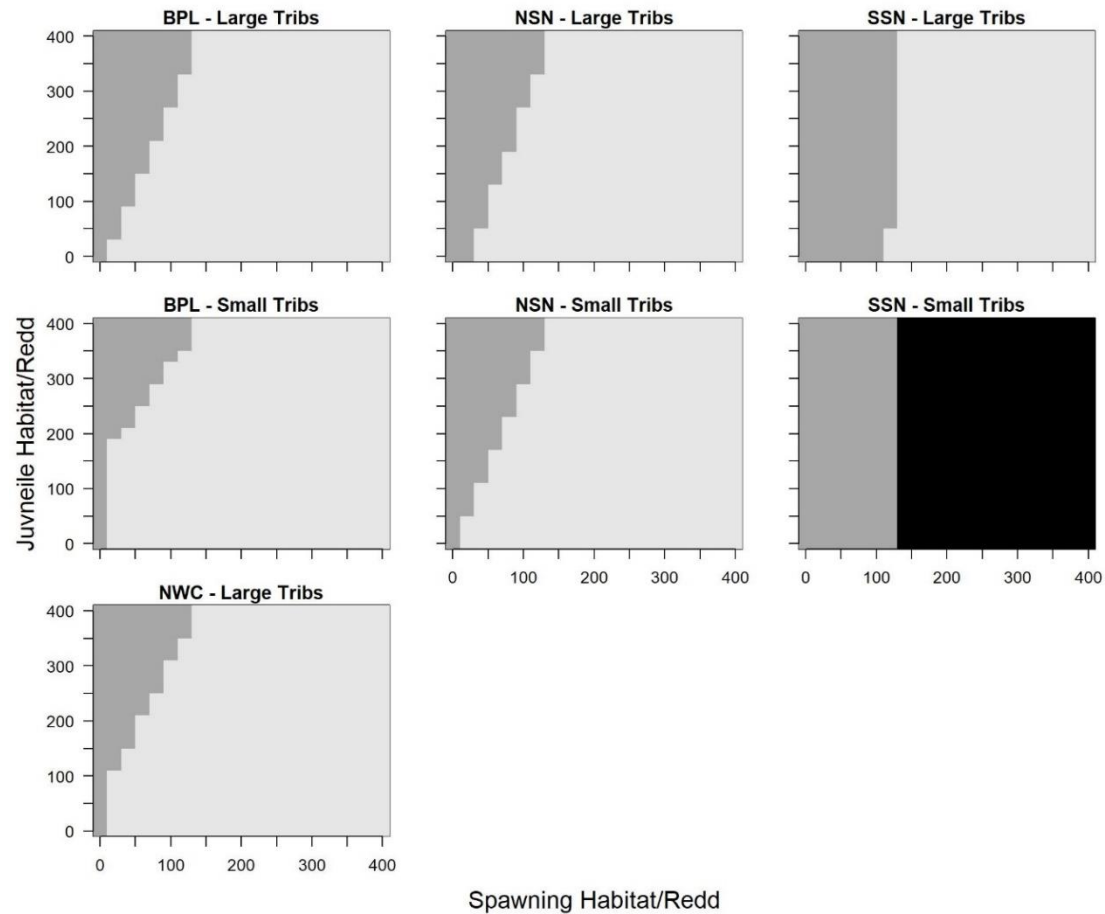 BPL - Large Tribs
NSN - Large Tribs
SSN - Large Tribs
400
300
200
100
0
BPL - Small Tribs
NSN - Small Tribs
SSN - Small Tribs
400
300
200
100
0
0 100 200 300 400
0 100 200 300 400
NWC - Large Tribs
400
300
200
100
0
0 100 200 300 400
Juvneile Habitat/Redd
Spawning Habitat/Redd